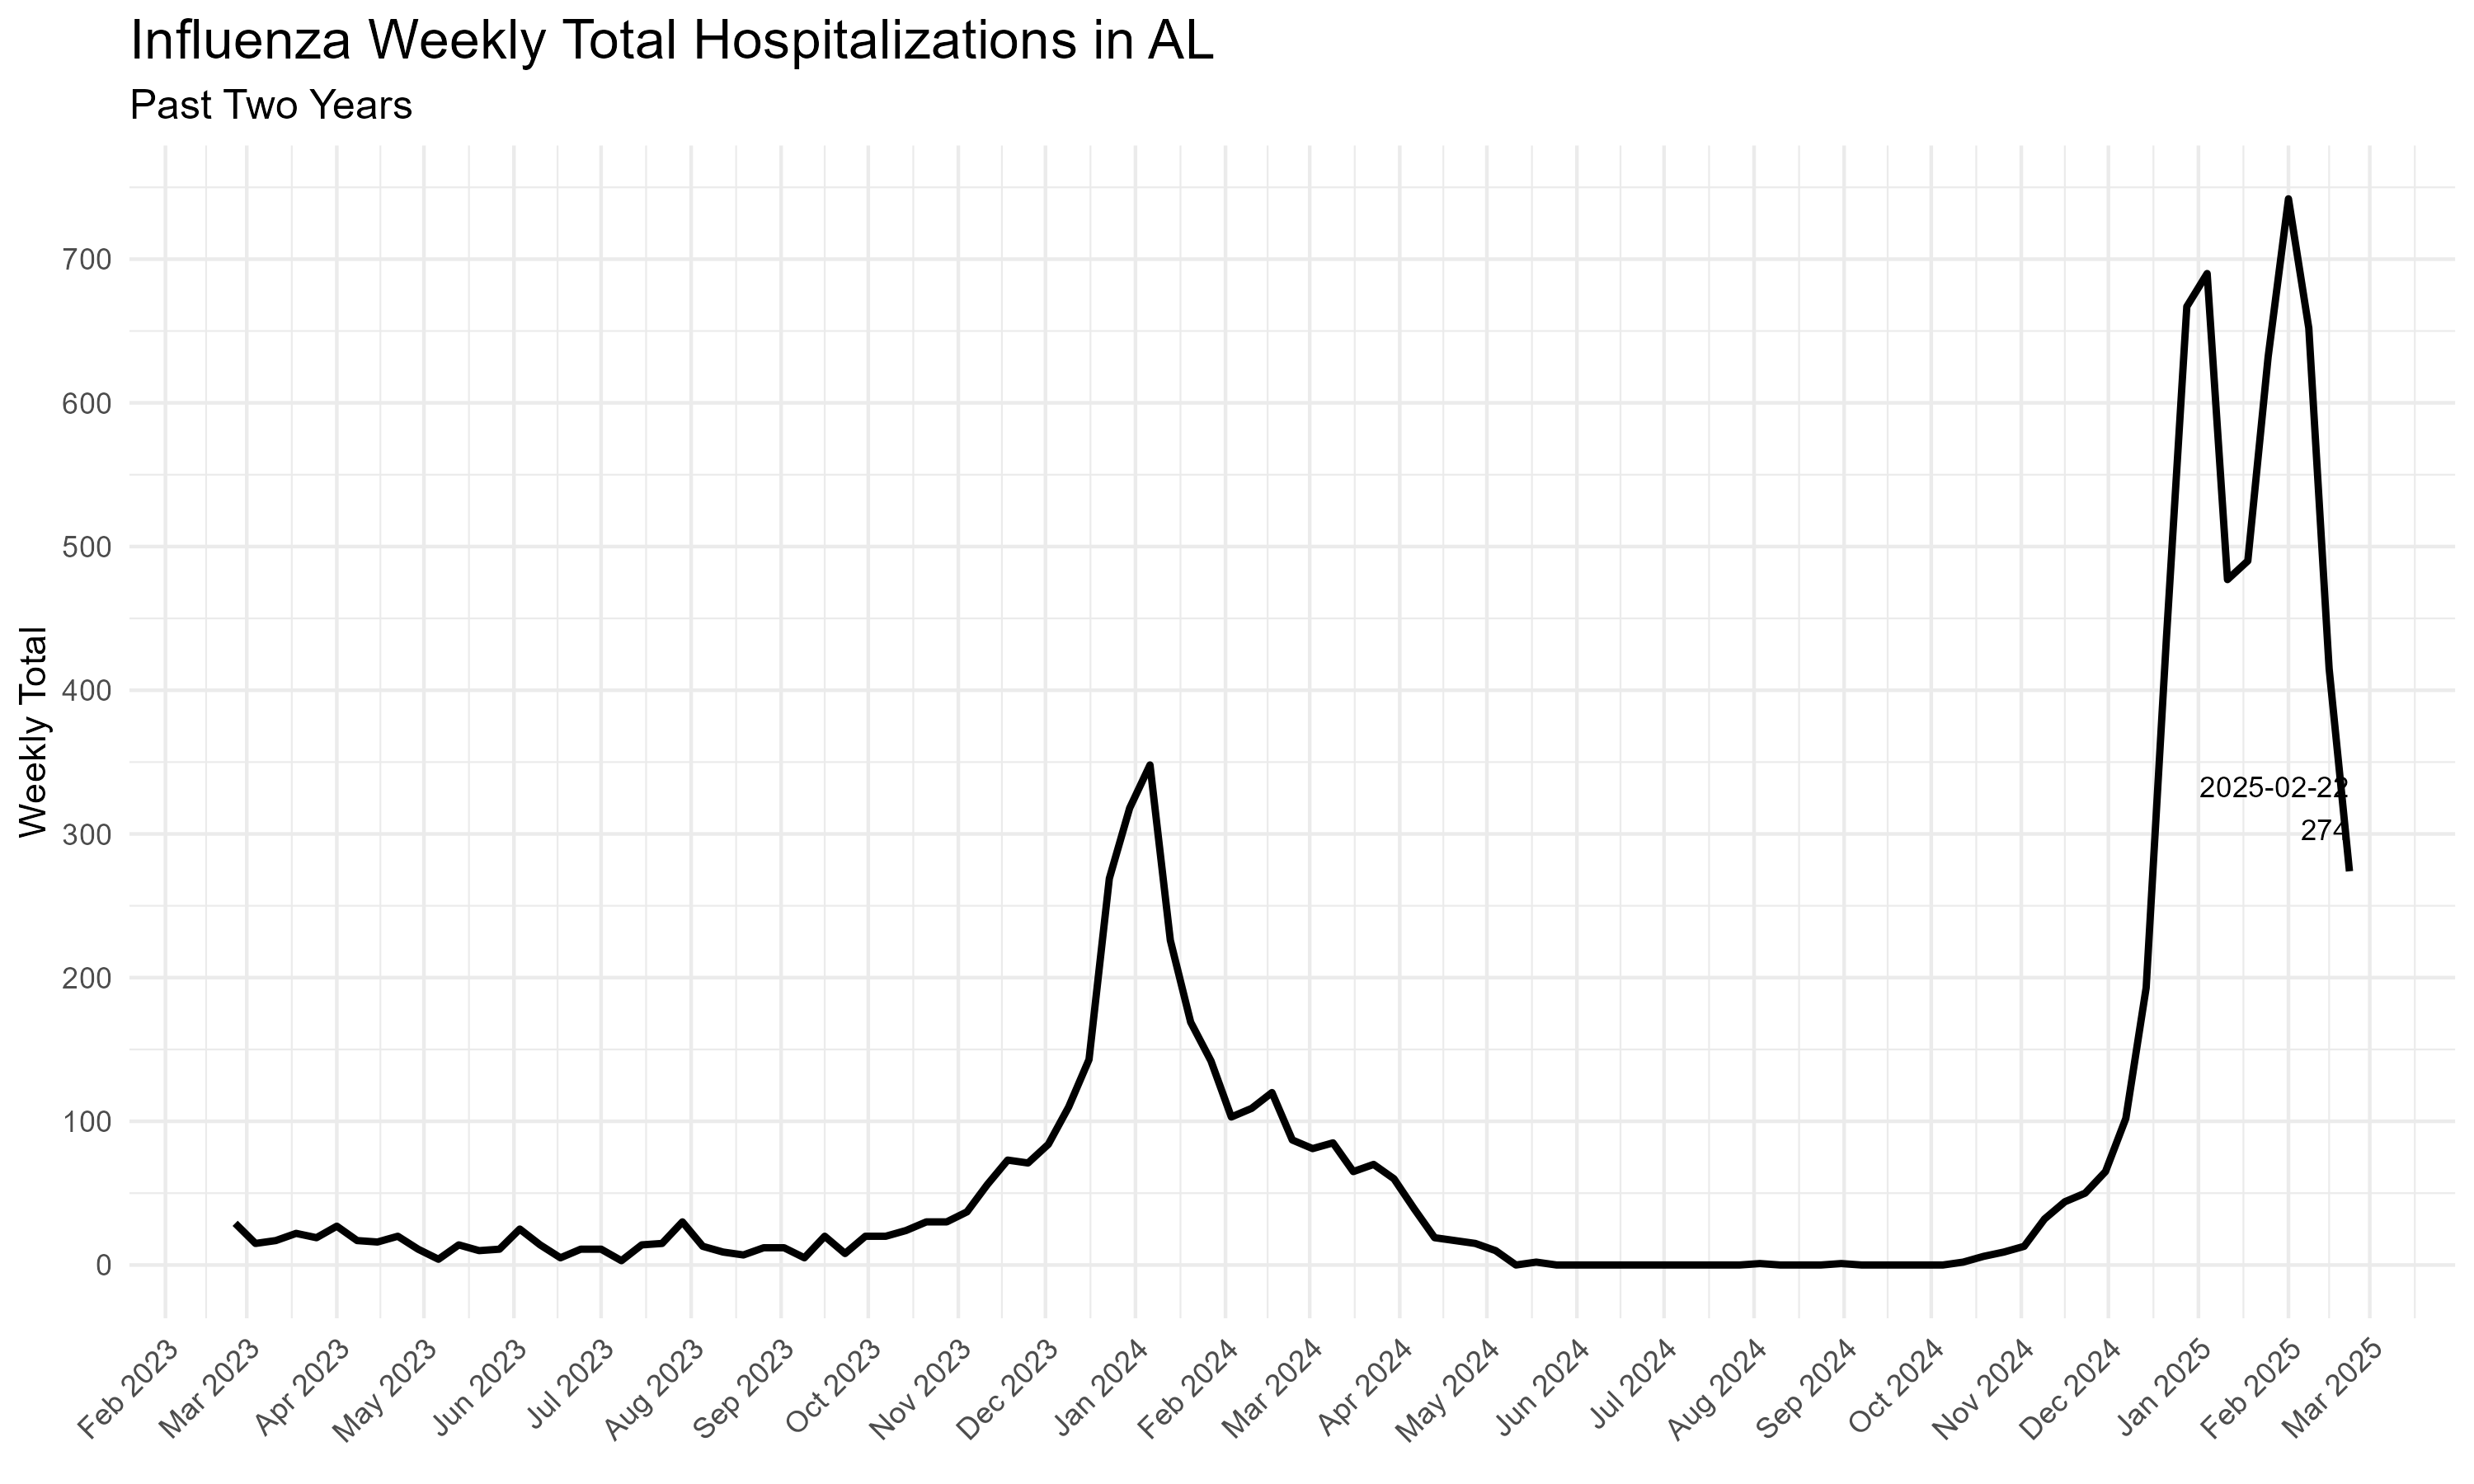 Influenza Weekly Total Hospitalizations in AL
Past Two Years
Weekly Total
700
600
500
400
300
200
100
0
2025-02-22
274
Feb 2023
Mar 2023
Apr 2023
May 2023
Jun 2023
Jul 2023
Aug 2023
Sep 2023
Oct 2023
Nov 2023
Dec 2023
Jan 2024
Feb 2024
Mar 2024
Apr 2024
May 2024
Jun 2024
Jul 2024
Aug 2024
Sep 2024
Oct 2024
Nov 2024
Dec 2024
Jan 2025
Feb 2025
Mar 2025